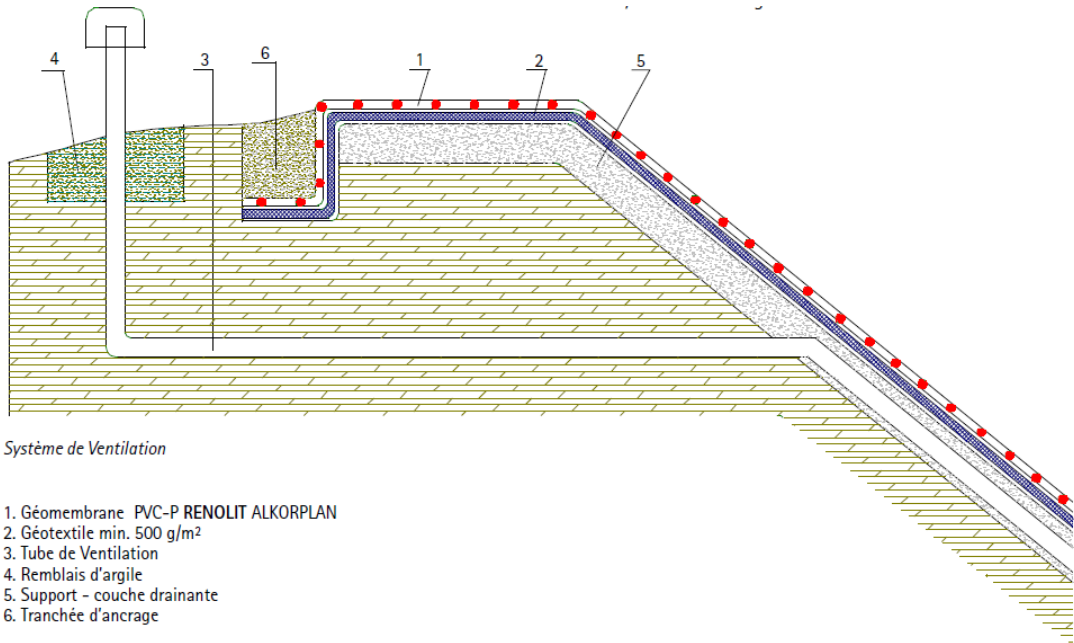 4 3 6 1 2 5
Système de Ventilation
1. Géomembrane PVC-P RENOLIT ALKORPLAN
2. Géotextile min. 500 g/m²
3. Tube de Ventilation
4. Remblais d'argile
5. Support - couche drainante
6. Tranchée d'ancrage